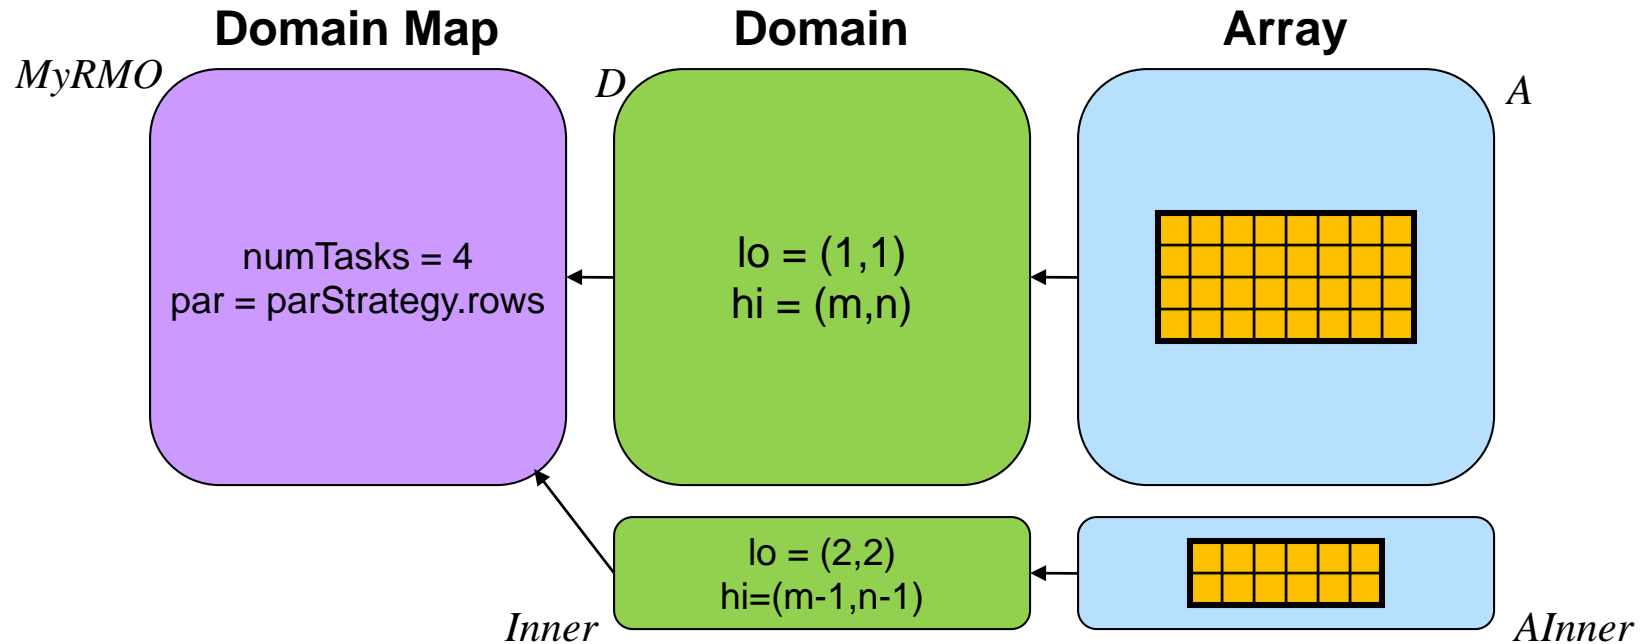 Domain Map
Domain
Array
MyRMO
D
A
numTasks = 4
par = parStrategy.rows
lo = (1,1)
hi = (m,n)
lo = (2,2)
hi=(m-1,n-1)
Inner
AInner